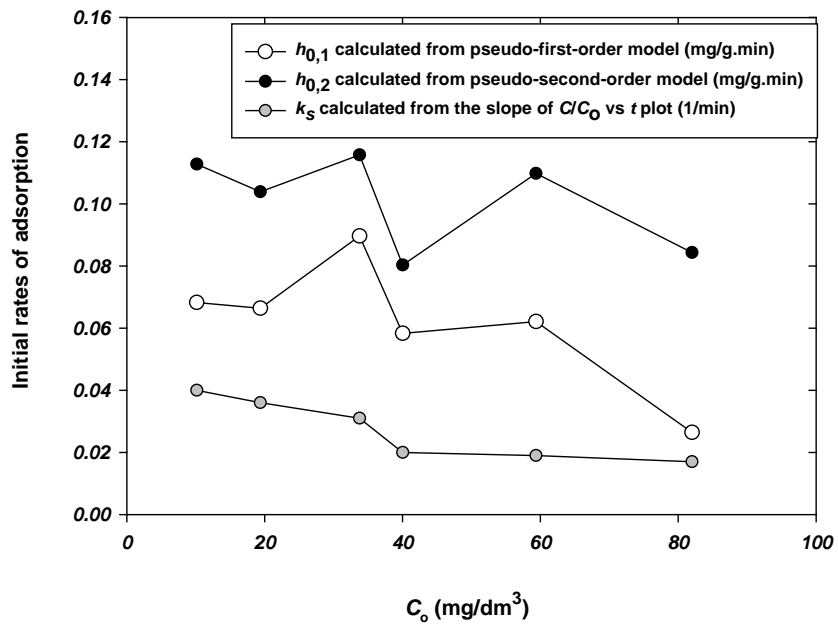 0.16
0.14
0.12
0.10
0.08
0.06
0.04
0.02
0.00
Initial rates of adsorption
h0,1 calculated from pseudo-first-order model (mg/g.min)
h0,2 calculated from pseudo-second-order model (mg/g.min)
kS calculated from the slope of C/CO vs t plot (1/min)
0 20 40 60 80 100
Co (mg/dm3)